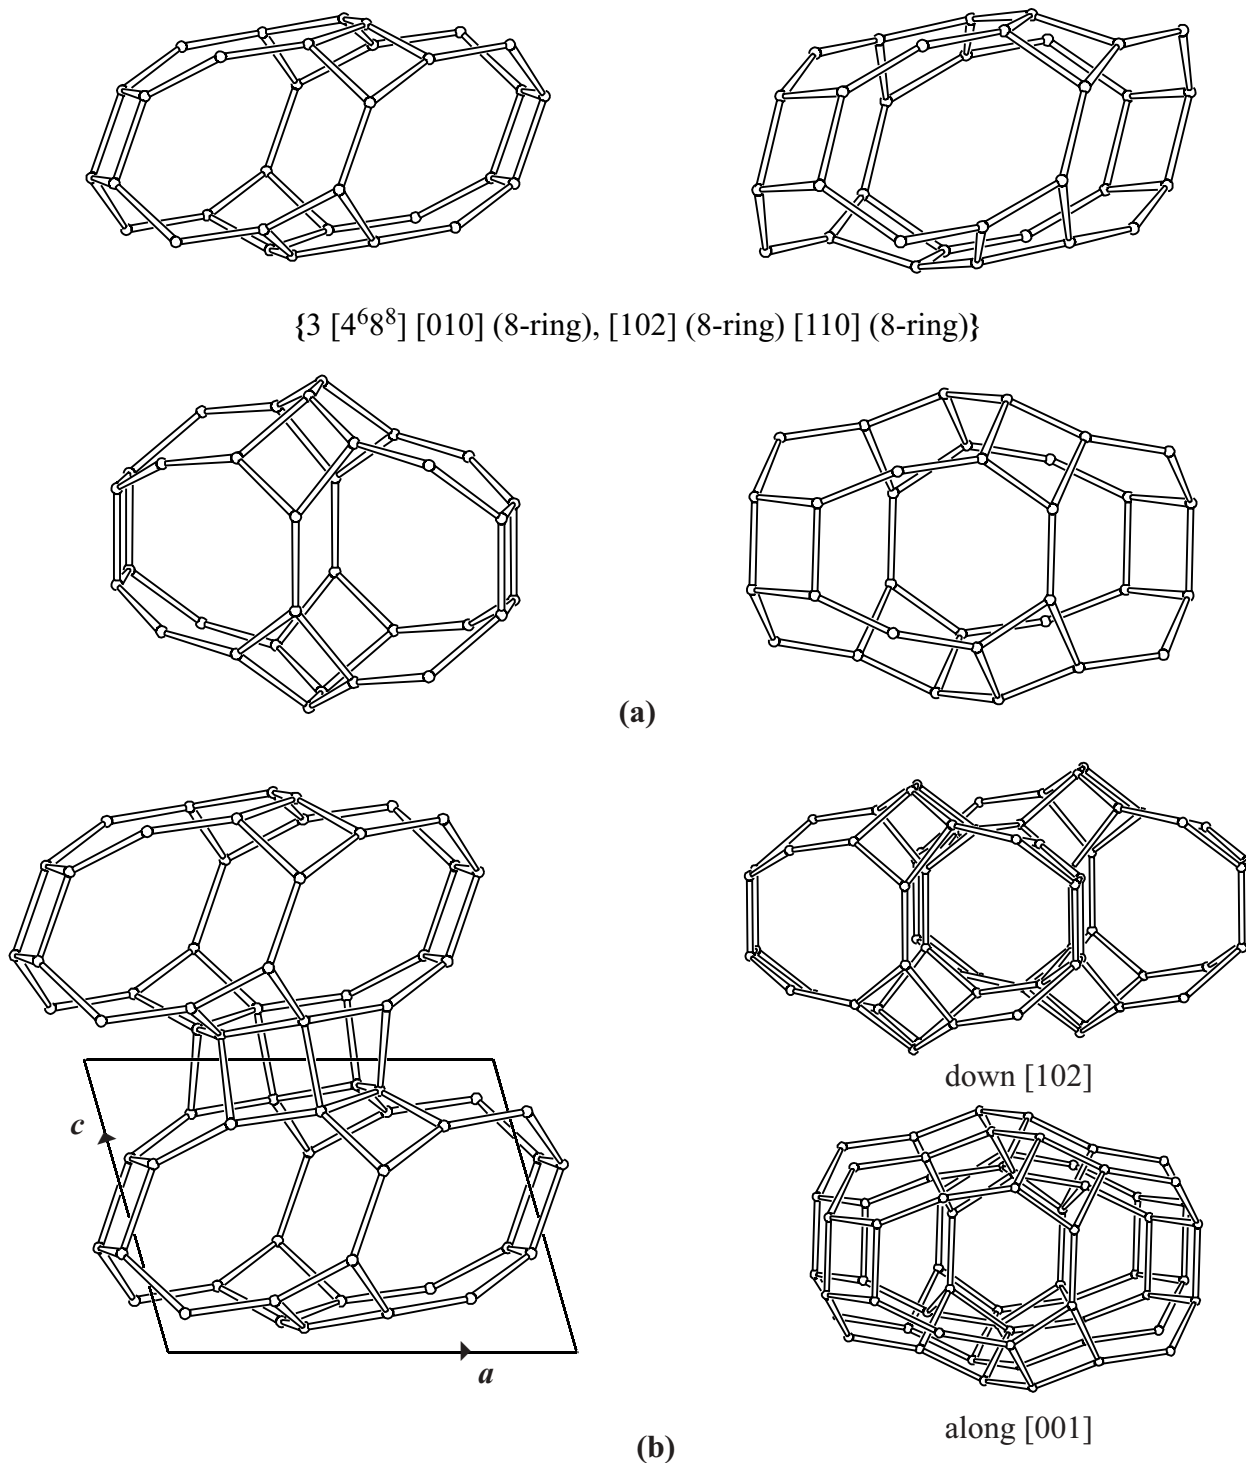 {3 [4⁶8⁸] [010] (8-ring), [102] (8-ring) [110] (8-ring)}
(a)
down [102]
c
a
along [001]
(b)